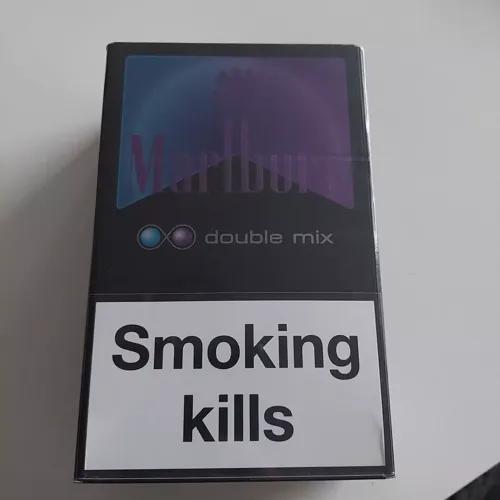 Marlboro
double mix
Smoking
kills